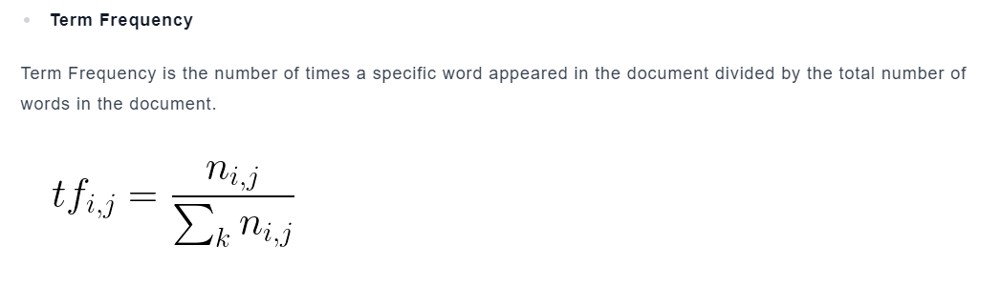 • Term Frequency
Term Frequency is the number of times a specific word appeared in the document divided by the total number of
words in the document.
$tf_{i,j} = \frac{n_{i,j}}{\sum_k n_{i,j}}$